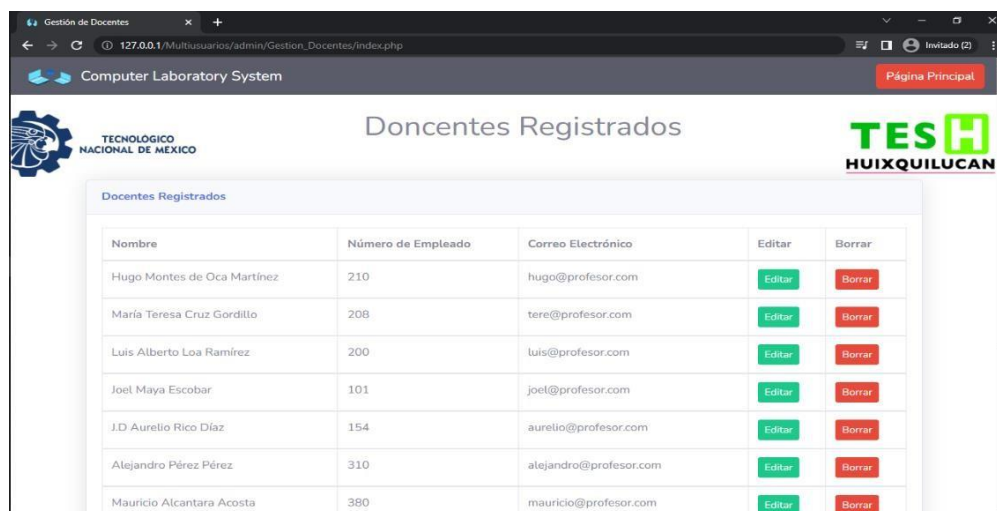 Gestión de Docentes
127.0.0.1/Multiusuarios/admin/Gestion_Docentes/index.php Invitado (2)
Computer Laboratory System Página Principal
TECNOLÓGICO
NACIONAL DE MÉXICO
Doncentes Registrados
TESH
HUIXQUILUCAN
Docentes Registrados
Nombre Número de Empleado Correo Electrónico Editar Borrar
Hugo Montes de Oca Martínez 210 hugo@profesor.com Editar Borrar
María Teresa Cruz Gordillo 208 tere@profesor.com Editar Borrar
Luis Alberto Loa Ramírez 200 luis@profesor.com Editar Borrar
Joel Maya Escobar 101 joel@profesor.com Editar Borrar
J.D Aurelio Rico Díaz 154 aurelio@profesor.com Editar Borrar
Alejandro Pérez Pérez 310 alejandro@profesor.com Editar Borrar
Mauricio Alcantara Acosta 380 mauricio@profesor.com Editar Borrar